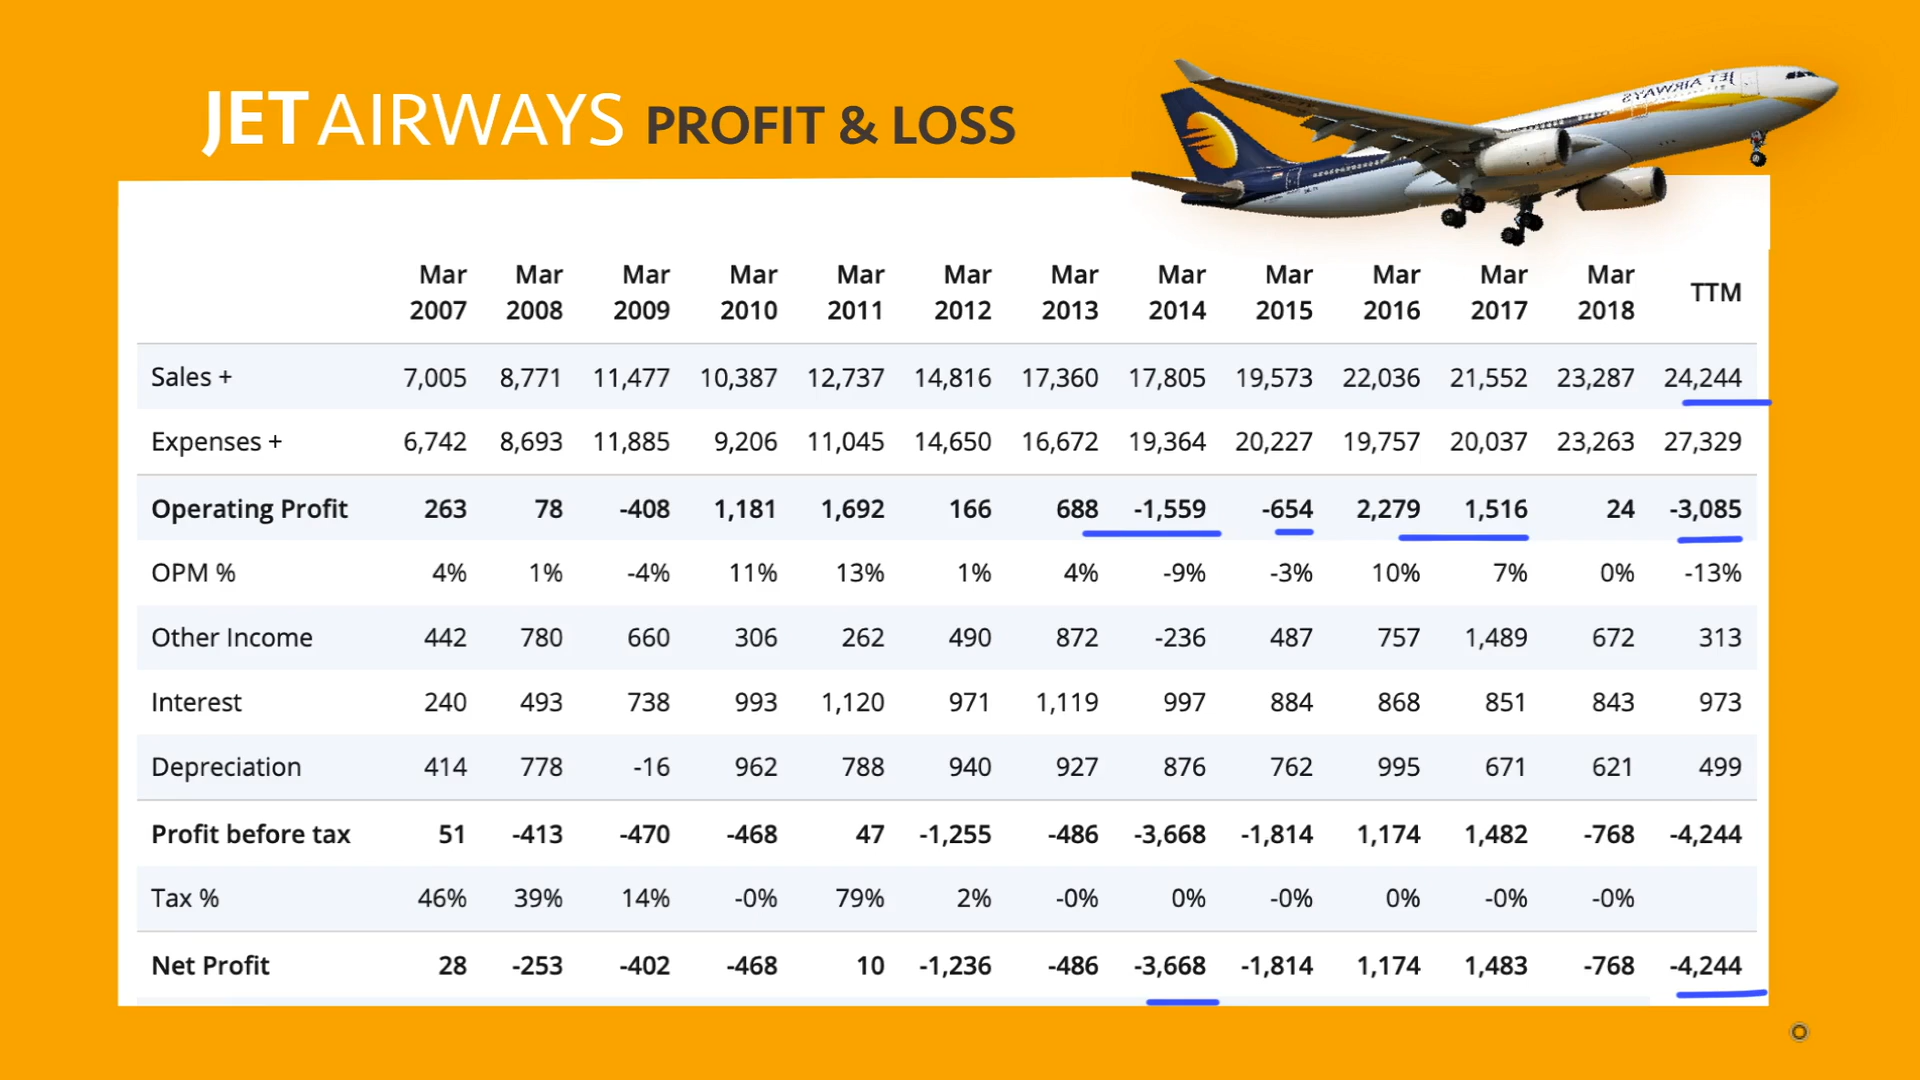 JET AIRWAYS PROFIT & LOSS
JET AIRWAYS
Mar 2007 Mar 2008 Mar 2009 Mar 2010 Mar 2011 Mar 2012 Mar 2013 Mar 2014 Mar 2015 Mar 2016 Mar 2017 Mar 2018 TTM
Sales + 7,005 8,771 11,477 10,387 12,737 14,816 17,360 17,805 19,573 22,036 21,552 23,287 24,244
Expenses + 6,742 8,693 11,885 9,206 11,045 14,650 16,672 19,364 20,227 19,757 20,037 23,263 27,329
Operating Profit 263 78 -408 1,181 1,692 166 688 -1,559 -654 2,279 1,516 24 -3,085
OPM % 4% 1% -4% 11% 13% 1% 4% -9% -3% 10% 7% 0% -13%
Other Income 442 780 660 306 262 490 872 -236 487 757 1,489 672 313
Interest 240 493 738 993 1,120 971 1,119 997 884 868 851 843 973
Depreciation 414 778 -16 962 788 940 927 876 762 995 671 621 499
Profit before tax 51 -413 -470 -468 47 -1,255 -486 -3,668 -1,814 1,174 1,482 -768 -4,244
Tax % 46% 39% 14% -0% 79% 2% -0% 0% -0% 0% -0% -0%
Net Profit 28 -253 -402 -468 10 -1,236 -486 -3,668 -1,814 1,174 1,483 -768 -4,244